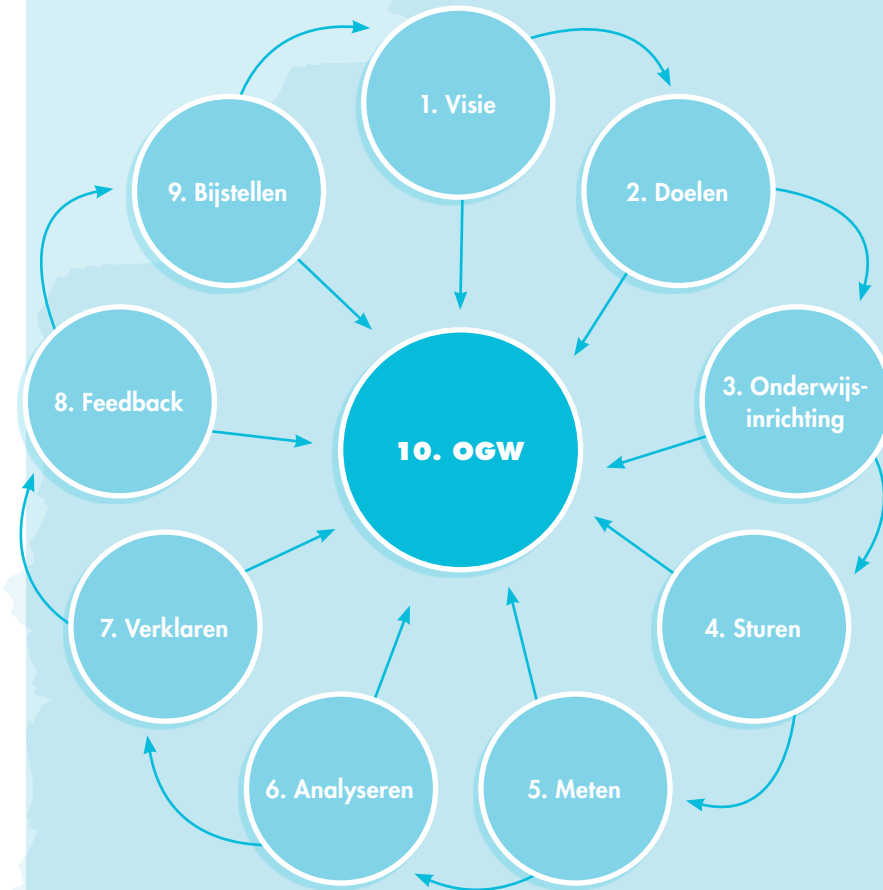 1. Visie
2. Doelen
3. Onderwijs-
inrichting
4. Sturen
5. Meten
6. Analyseren
7. Verklaren
8. Feedback
9. Bijstellen
10. OGW